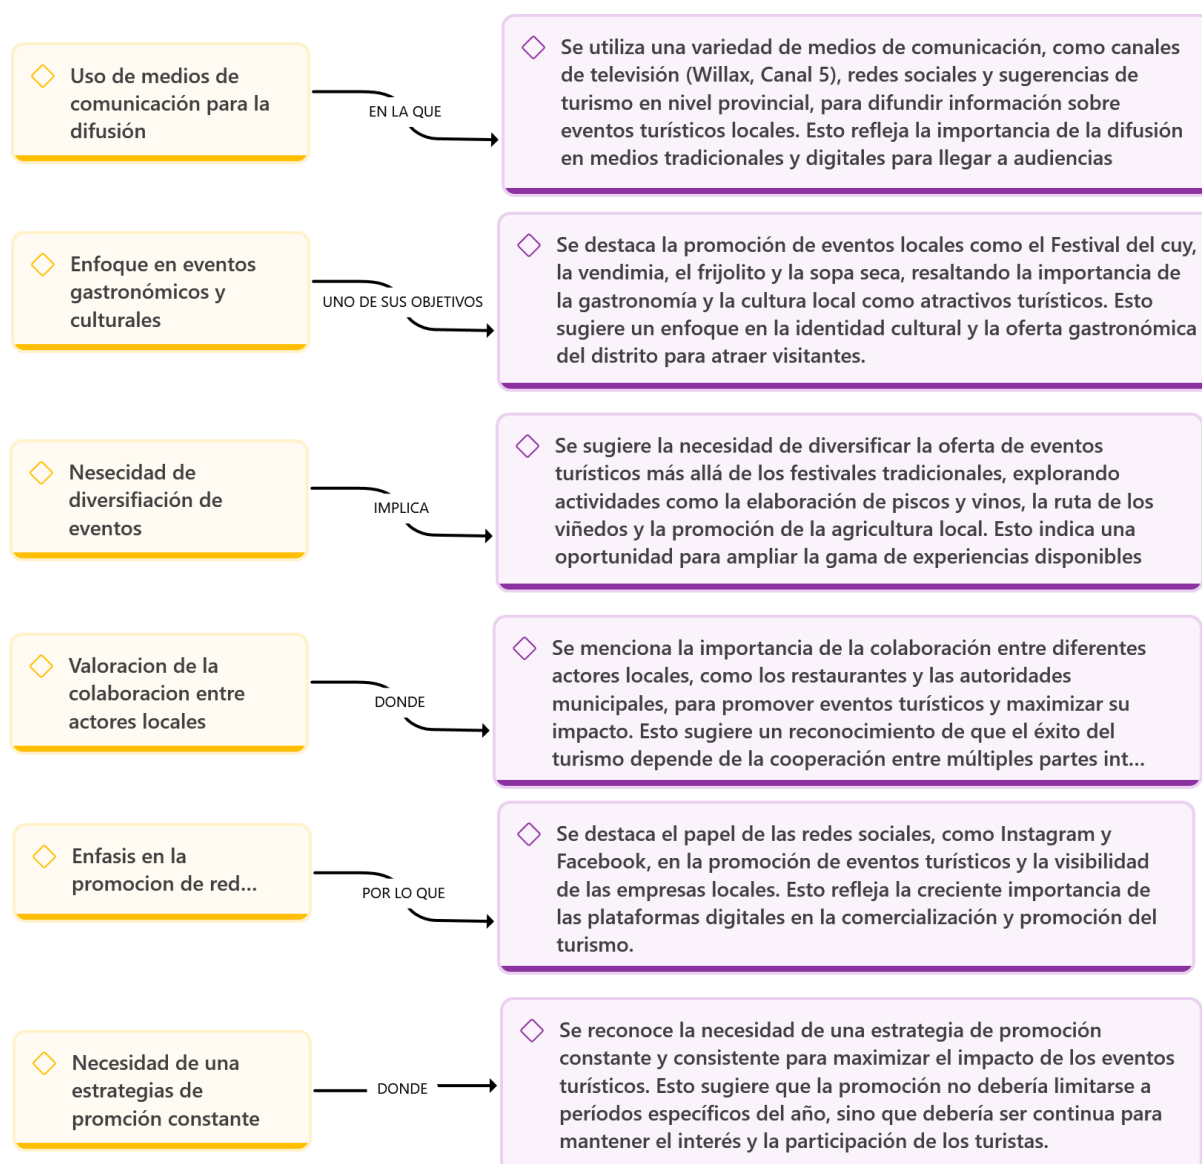 Uso de medios de
comunicación para la
difusión
EN LA QUE
Se utiliza una variedad de medios de comunicación, como canales
de televisión (Willax, Canal 5), redes sociales y sugerencias de
turismo en nivel provincial, para difundir información sobre
eventos turísticos locales. Esto refleja la importancia de la difusión
en medios tradicionales y digitales para llegar a audiencias
Enfoque en eventos
gastronómicos y
culturales
UNO DE SUS OBJETIVOS
Se destaca la promoción de eventos locales como el Festival del cuy,
la vendimia, el frijolito y la sopa seca, resaltando la importancia de
la gastronomía y la cultura local como atractivos turísticos. Esto
sugiere un enfoque en la identidad cultural y la oferta gastronómica
del distrito para atraer visitantes.
Nesecidad de
diversifiación de
eventos
IMPLICA
Se sugiere la necesidad de diversificar la oferta de eventos
turísticos más allá de los festivales tradicionales, explorando
actividades como la elaboración de piscos y vinos, la ruta de los
viñedos y la promoción de la agricultura local. Esto indica una
oportunidad para ampliar la gama de experiencias disponibles
Valoracion de la
colaboracion entre
actores locales
DONDE
Se menciona la importancia de la colaboración entre diferentes
actores locales, como los restaurantes y las autoridades
municipales, para promover eventos turísticos y maximizar su
impacto. Esto sugiere un reconocimiento de que el éxito del
turismo depende de la cooperación entre múltiples partes int...
Enfasis en la
promocion de red...
POR LO QUE
Se destaca el papel de las redes sociales, como Instagram y
Facebook, en la promoción de eventos turísticos y la visibilidad
de las empresas locales. Esto refleja la creciente importancia de
las plataformas digitales en la comercialización y promoción del
turismo.
Necesidad de una
estrategias de
promción constante
DONDE
Se reconoce la necesidad de una estrategia de promoción
constante y consistente para maximizar el impacto de los eventos
turísticos. Esto sugiere que la promoción no debería limitarse a
períodos específicos del año, sino que debería ser continua para
mantener el interés y la participación de los turistas.